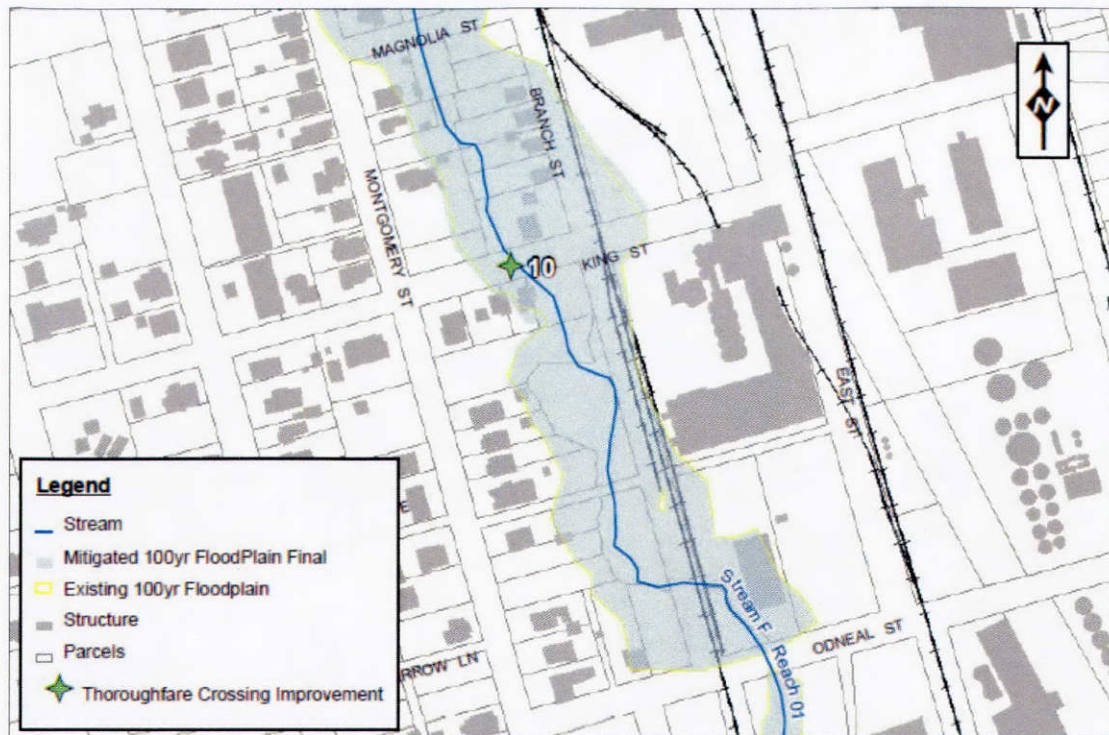 MAGNOLIA ST
N
BRANCH ST
MONTGOMERY ST
10
KING ST
EAST ST
Legend
Stream
Mitigated 100yr FloodPlain Final
Existing 100yr Floodplain
Structure
Parcels
Thoroughfare Crossing Improvement
E
Stream F Reach 01
ODNEAL ST
ARROW LN